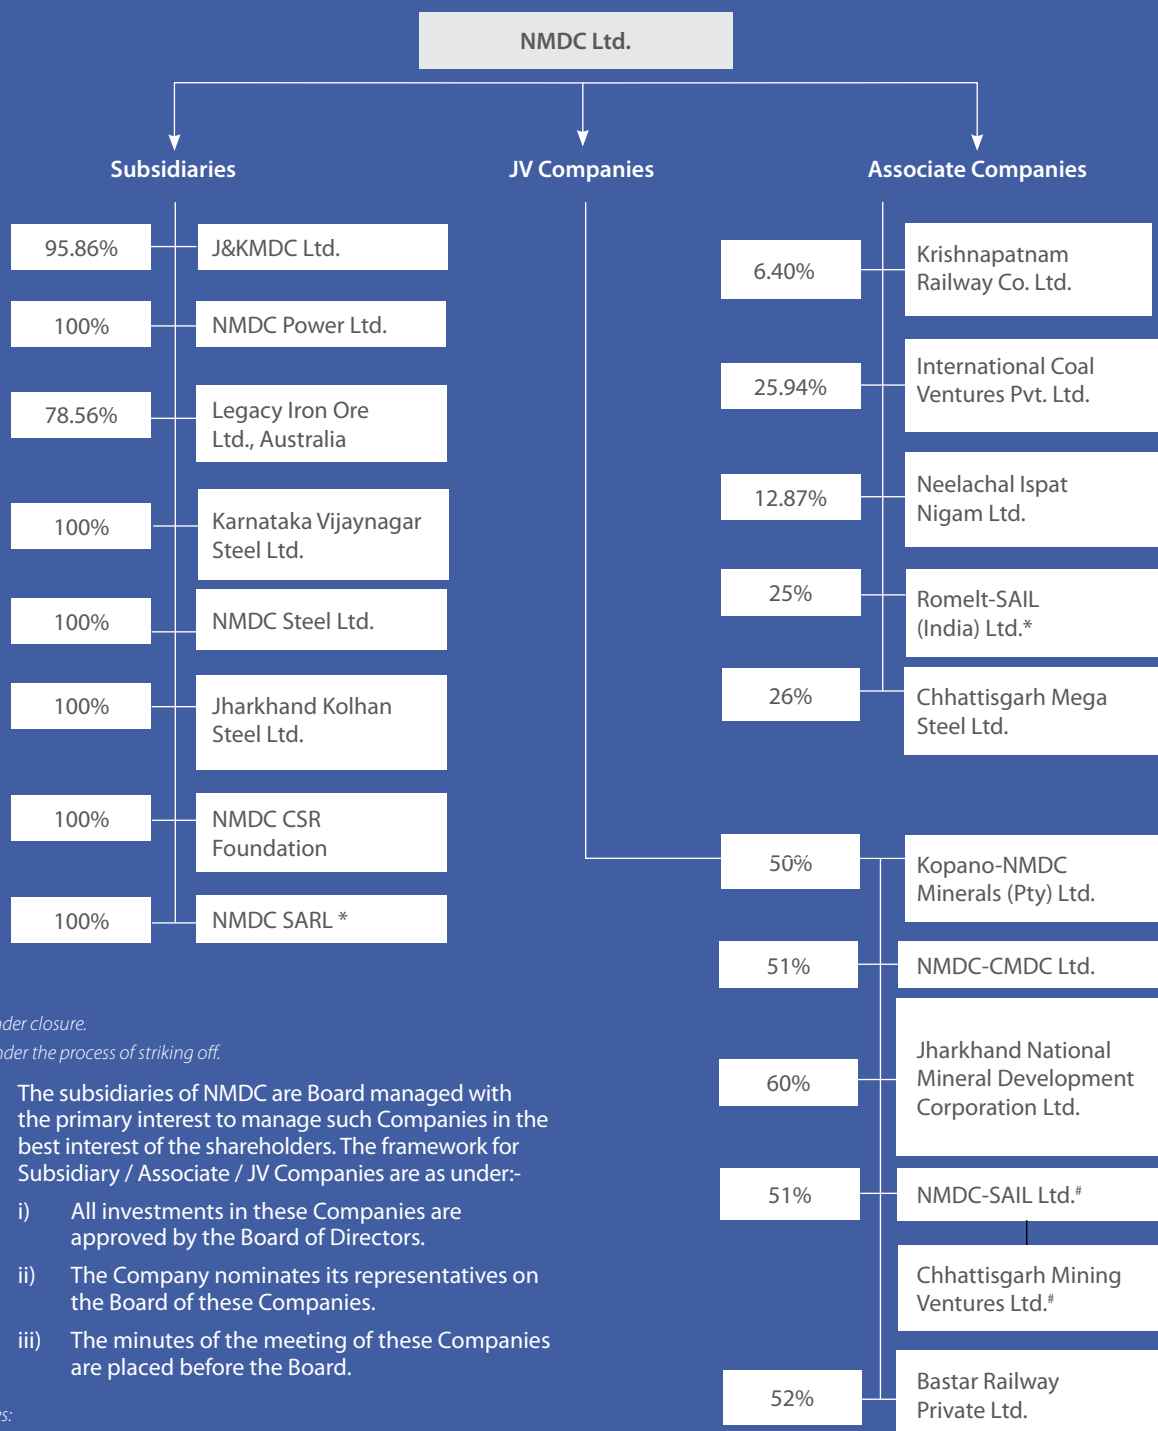 NMDC Ltd.
Subsidiaries
JV Companies
Associate Companies
95.86%
J&KMDC Ltd.
100%
NMDC Power Ltd.
78.56%
Legacy Iron Ore
Ltd., Australia
100%
Karnataka Vijaynagar
Steel Ltd.
100%
NMDC Steel Ltd.
100%
Jharkhand Kolhan
Steel Ltd.
100%
NMDC CSR
Foundation
100%
NMDC SARL *
6.40%
Krishnapatnam
Railway Co. Ltd.
25.94%
International Coal
Ventures Pvt. Ltd.
12.87%
Neelachal Ispat
Nigam Ltd.
25%
Romelt-SAIL
(India) Ltd.*
26%
Chhattisgarh Mega
Steel Ltd.
50%
Kopano-NMDC
Minerals (Pty) Ltd.
51%
NMDC-CMDC Ltd.
60%
Jharkhand National
Mineral Development
Corporation Ltd.
51%
NMDC-SAIL Ltd.#
Chhattisgarh Mining
Ventures Ltd.#
52%
Bastar Railway
Private Ltd.
closure.
the process of striking off.
The subsidiaries of NMDC are Board managed with
the primary interest to manage such Companies in the
best interest of the shareholders. The framework for
Subsidiary / Associate / JV Companies are as under:-
i) All investments in these Companies are
approved by the Board of Directors.
ii) The Company nominates its representatives on
the Board of these Companies.
iii) The minutes of the meeting of these Companies
are placed before the Board.